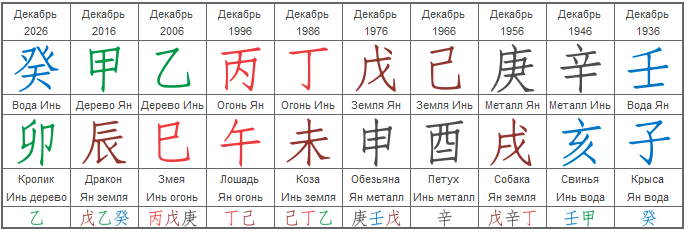 Декабрь Декабрь Декабрь Декабрь Декабрь Декабрь Декабрь Декабрь Декабрь Декабрь
2026 2016 2006 1996 1986 1976 1966 1956 1946 1936
癸 甲 乙 丙 丁 戊 己 庚 辛 壬
Вода Инь Дерево Ян Дерево Инь Огонь Ян Огонь Инь Земля Ян Земля Инь Металл Ян Металл Инь Вода Ян
卯 辰 巳 午 未 申 酉 戌 亥 子
Кролик Дракон Змея Лошадь Коза Обезьяна Петух Собака Свинья Крыса
Инь дерево Ян земля Инь огонь Ян огонь Инь земля Ян металл Инь металл Ян земля Инь вода Ян вода
乙 戊乙癸 丙戊庚 丁己 己丁乙 庚壬戊 辛 戊辛丁 壬甲 癸